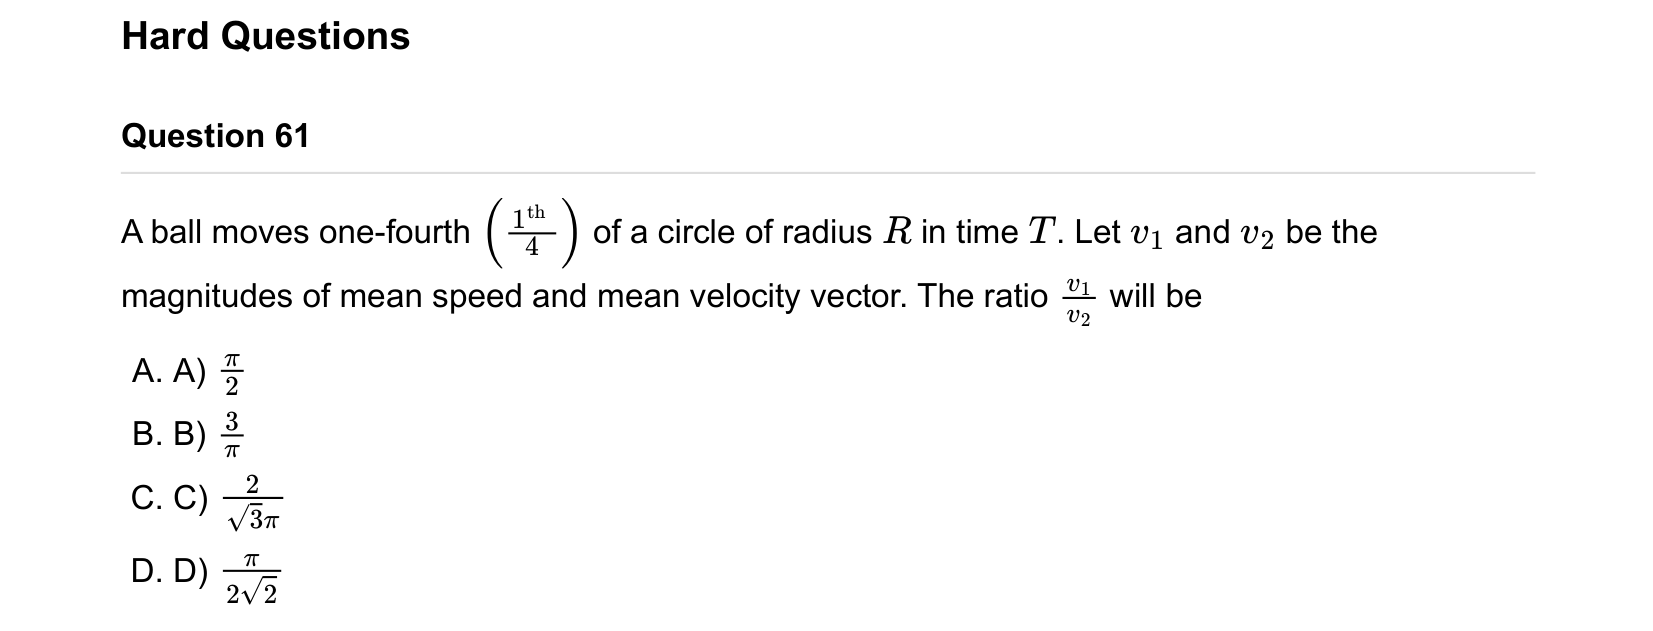 Hard Questions
Question 61
A ball moves one-fourth $\left(\frac{1^{\text{th}}}{4}\right)$ of a circle of radius $R$ in time $T$. Let $v_1$ and $v_2$ be the
magnitudes of mean speed and mean velocity vector. The ratio $\frac{v_1}{v_2}$ will be
A. A) $\frac{\pi}{2}$
B. B) $\frac{3}{\pi}$
C. C) $\frac{2}{\sqrt{3}\pi}$
D. D) $\frac{\pi}{2\sqrt{2}}$